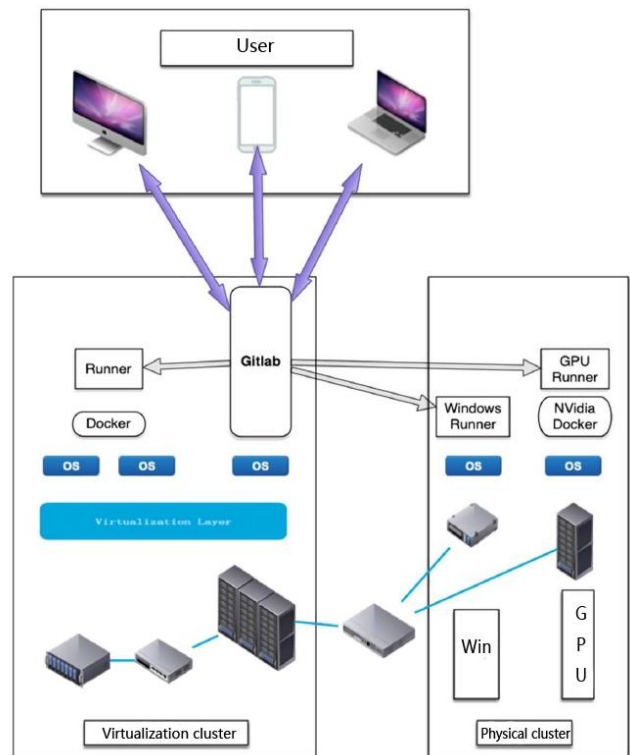 User
Gitlab
Runner
GPU
Runner
Windows
Runner
NVidia
Docker
Docker
OS
OS
OS
OS
OS
Virtualization Layer
Win
G
P
U
Virtualization cluster
Physical cluster